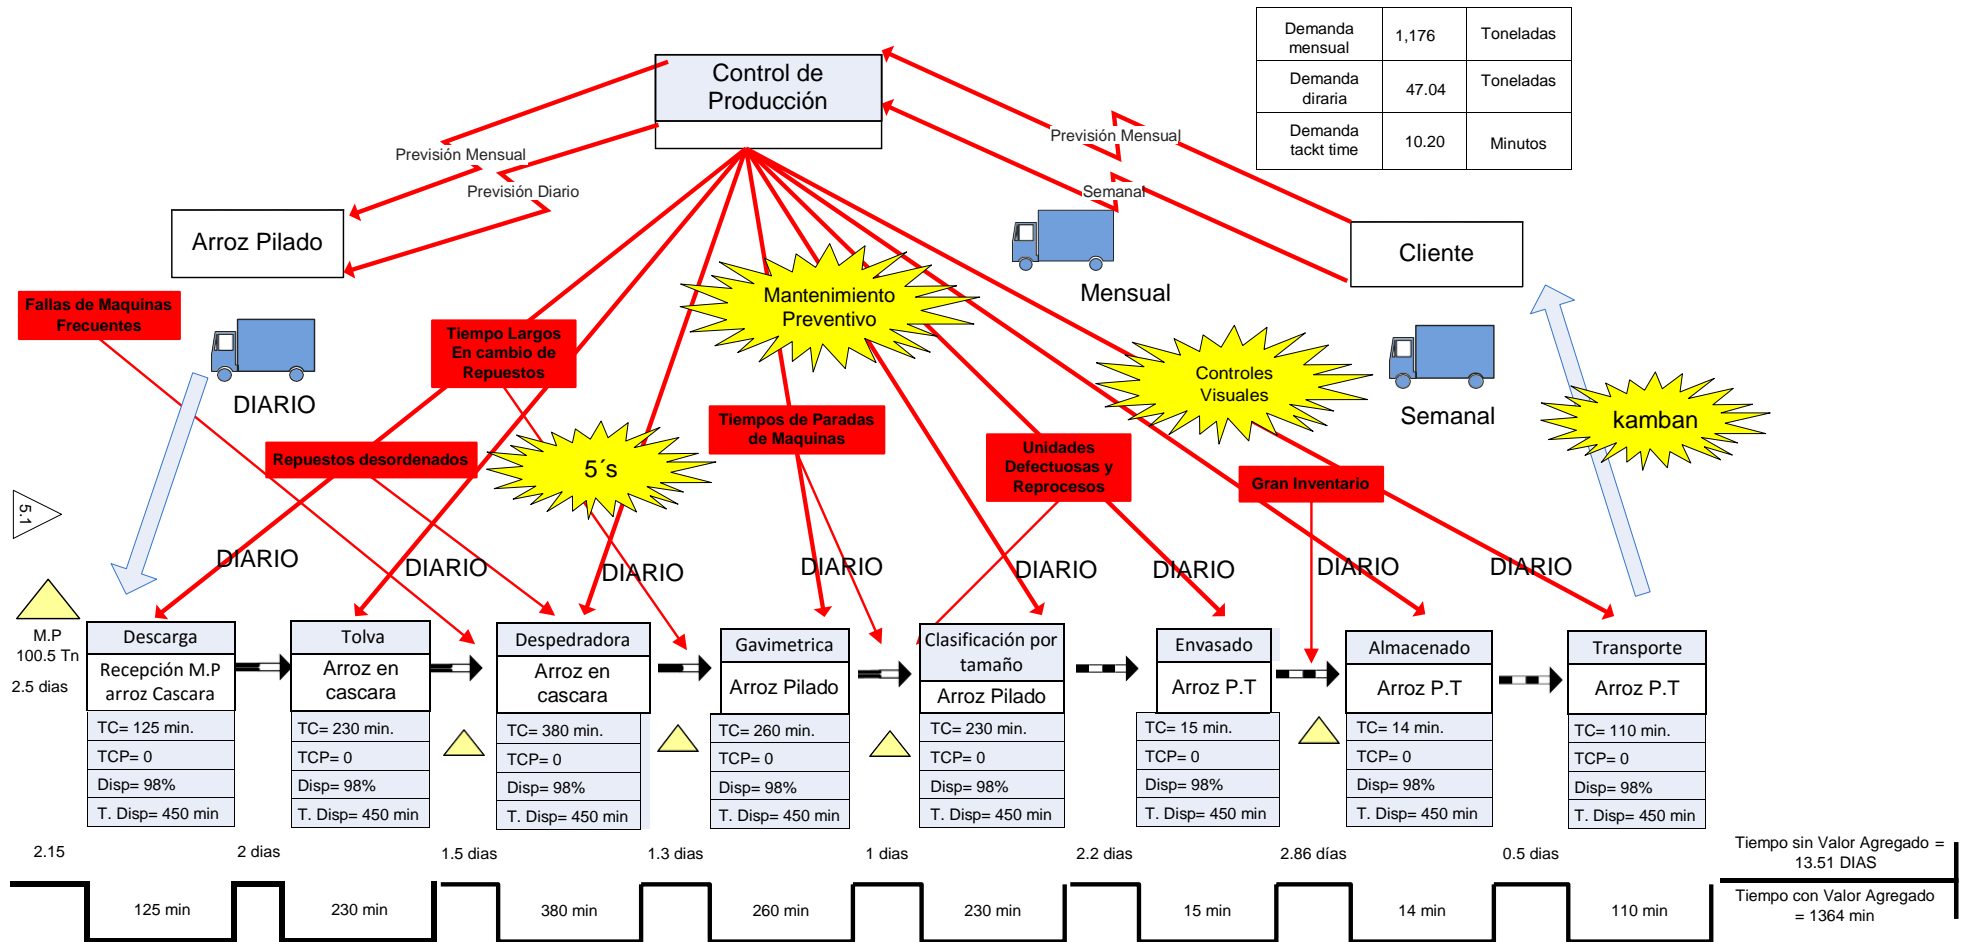 Demanda
mensual
1,176
Toneladas
Demanda
diraria
47.04
Toneladas
Demanda
tackt time
10.20
Minutos
Control de
Producción
Previsión Mensual
Previsión Diario
Previsión Mensual
Semanal
Arroz Pilado
Cliente
Mensual
Semanal
DIARIO
Fallas de Maquinas
Frecuentes
Tiempo Largos
En cambio de
Repuestos
Mantenimiento
Preventivo
Controles
Visuales
kamban
Repuestos desordenados
5´s
Tiempos de Paradas
de Maquinas
Unidades
Defectuosas y
Reprocesos
Gran Inventario
5.1
DIARIO
DIARIO
DIARIO
DIARIO
DIARIO
DIARIO
DIARIO
DIARIO
M.P
100.5 Tn
2.5 dias
Descarga
Recepción M.P
arroz Cascara
TC= 125 min.
TCP= 0
Disp= 98%
T. Disp= 450 min
Tolva
Arroz en
cascara
TC= 230 min.
TCP= 0
Disp= 98%
T. Disp= 450 min
Despedradora
Arroz en
cascara
TC= 380 min.
TCP= 0
Disp= 98%
T. Disp= 450 min
Gavimetrica
Arroz Pilado
TC= 260 min.
TCP= 0
Disp= 98%
T. Disp= 450 min
Clasificación por
tamaño
Arroz Pilado
TC= 230 min.
TCP= 0
Disp= 98%
T. Disp= 450 min
Envasado
Arroz P.T
TC= 15 min.
TCP= 0
Disp= 98%
T. Disp= 450 min
Almacenado
Arroz P.T
TC= 14 min.
TCP= 0
Disp= 98%
T. Disp= 450 min
Transporte
Arroz P.T
TC= 110 min.
TCP= 0
Disp= 98%
T. Disp= 450 min
2.15
2 dias
1.5 dias
1.3 dias
1 dias
2.2 dias
2.86 días
0.5 dias
Tiempo sin Valor Agregado =
13.51 DIAS
125 min
230 min
380 min
260 min
230 min
15 min
14 min
110 min
Tiempo con Valor Agregado
= 1364 min